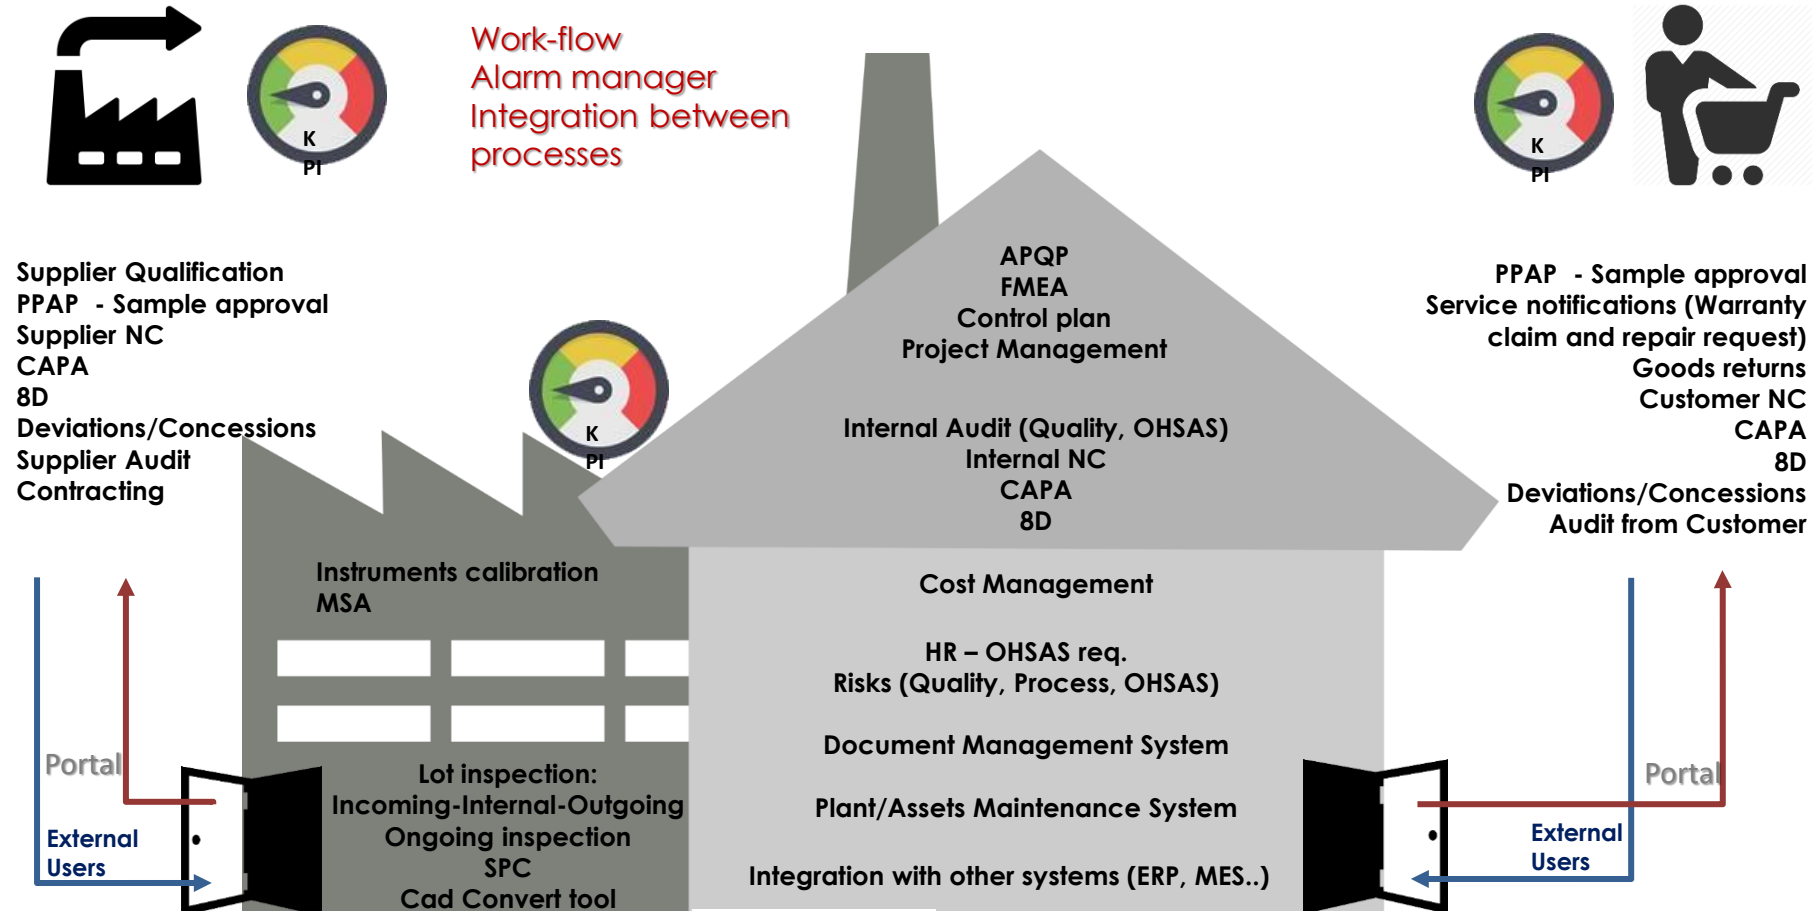 Work-flow
Alarm manager
Integration between
processes
K
PI
K
PI
Supplier Qualification
PPAP - Sample approval
Supplier NC
CAPA
8D
Deviations/Concessions
Supplier Audit
Contracting
K
PI
APQP
FMEA
Control plan
Project Management
Internal Audit (Quality, OHSAS)
Internal NC
CAPA
8D
PPAP - Sample approval
Service notifications (Warranty
claim and repair request)
Goods returns
Customer NC
CAPA
8D
Deviations/Concessions
Audit from Customer
Instruments calibration
MSA
Cost Management
HR – OHSAS req.
Risks (Quality, Process, OHSAS)
Document Management System
Plant/Assets Maintenance System
Integration with other systems (ERP, MES..)
Portal
External
Users
Lot inspection:
Incoming-Internal-Outgoing
Ongoing inspection
SPC
Cad Convert tool
Portal
External
Users